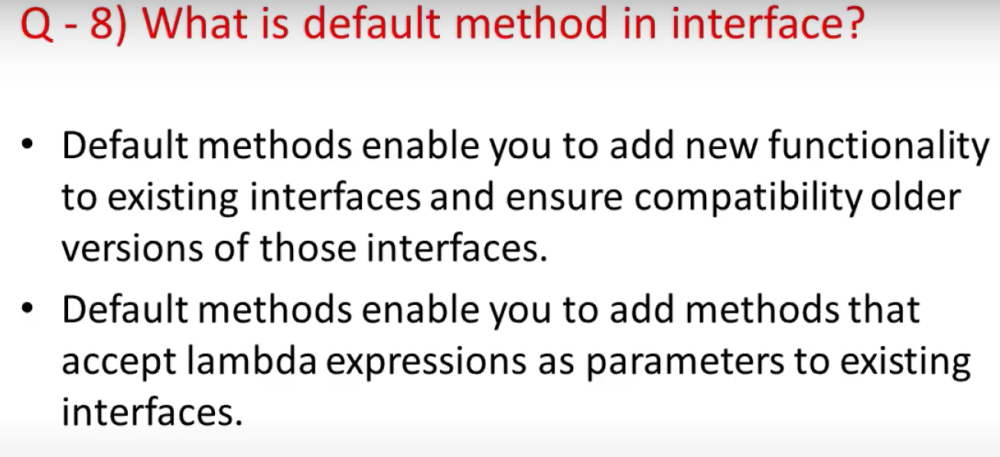 Q - 8) What is default method in interface?
• Default methods enable you to add new functionality
to existing interfaces and ensure compatibility older
versions of those interfaces.
• Default methods enable you to add methods that
accept lambda expressions as parameters to existing
interfaces.